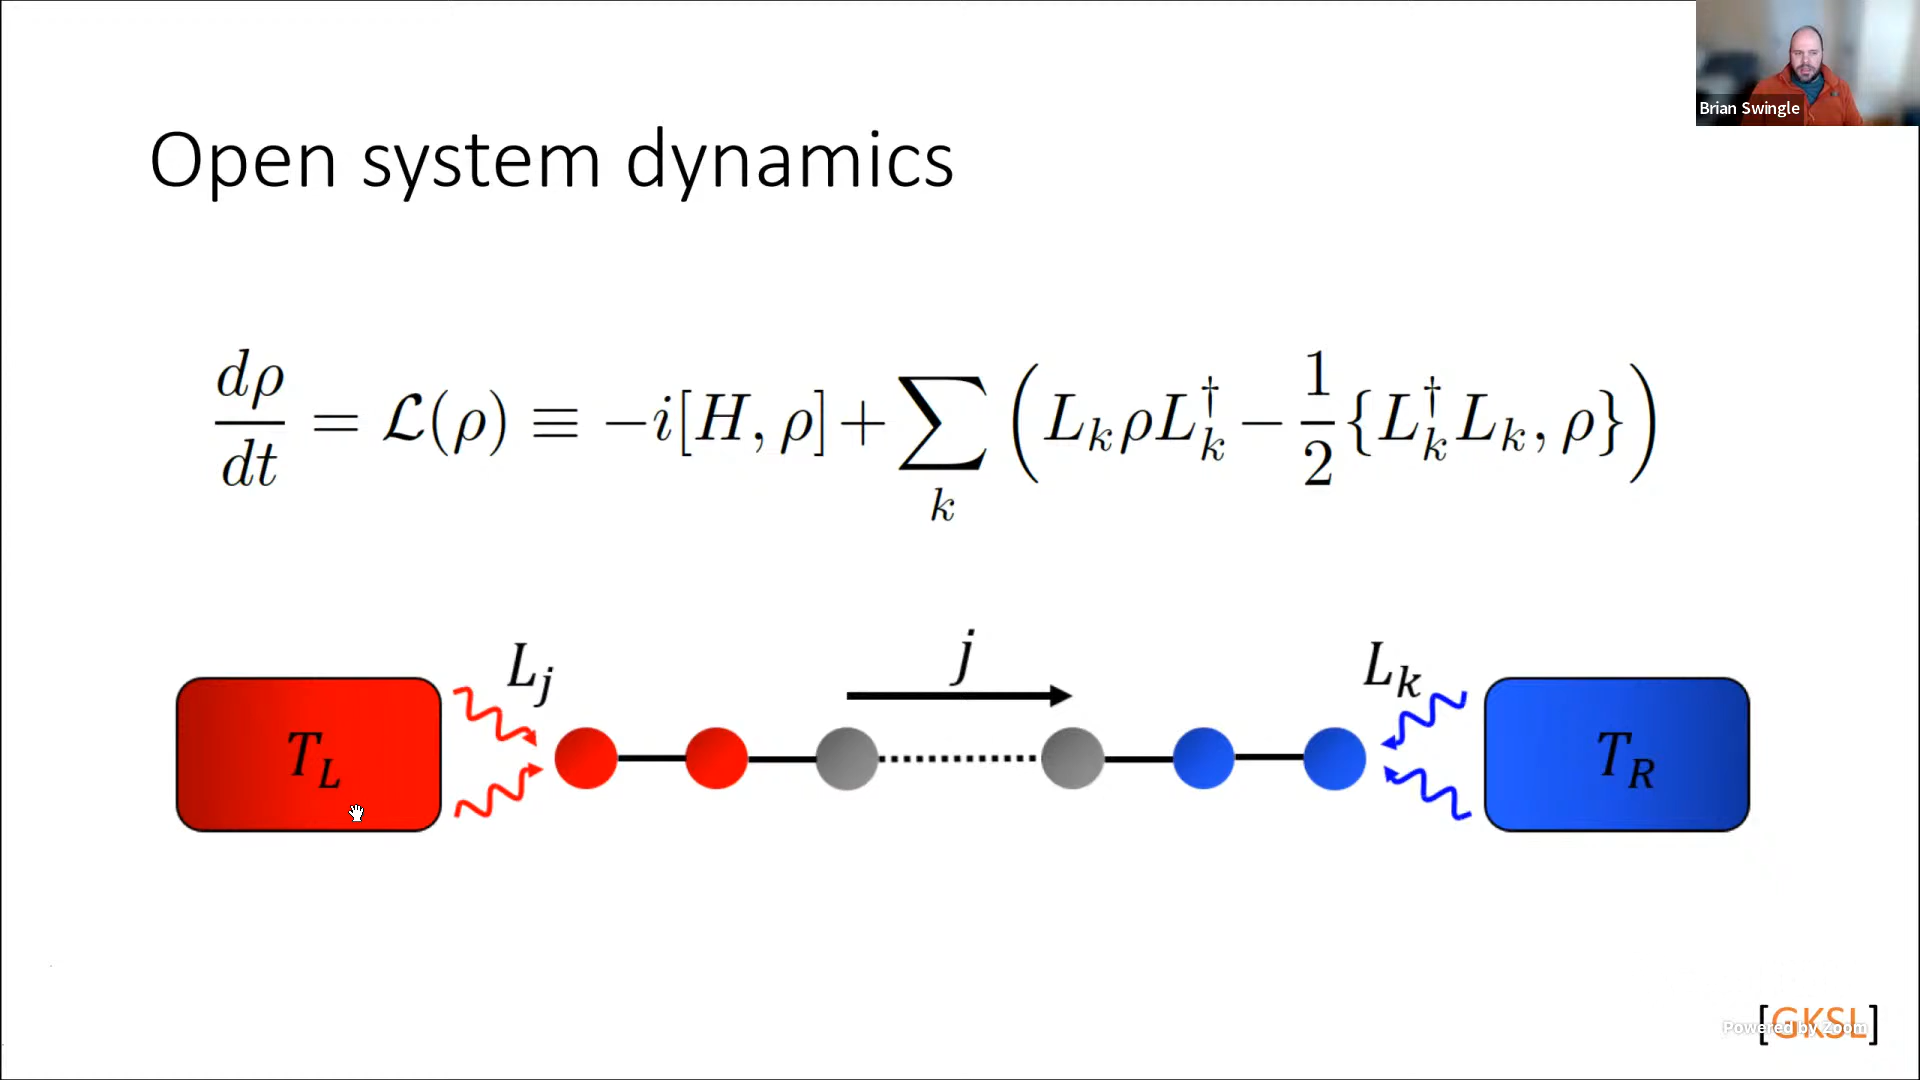 Brian Swingle
Open system dynamics
dρ/dt = ℒ(ρ) ≡ −i[H, ρ] + ∑_k (L_k ρ L_k^† − 1/2 {L_k^† L_k, ρ})
L_j
j
L_k
T_L
T_R
[GKSL]
Powered by Zoom